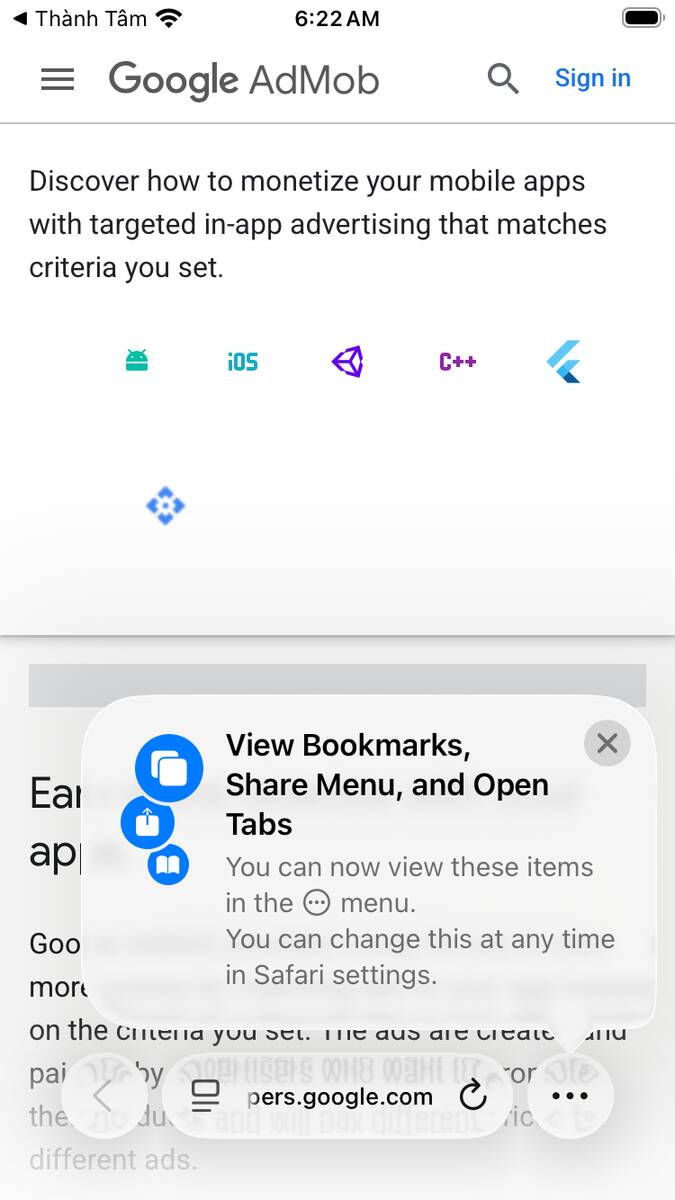 Thành Tâm
6:22 AM
Google AdMob
Sign in
Discover how to monetize your mobile apps
with targeted in-app advertising that matches
criteria you set.
iOS
C++
View Bookmarks,
Share Menu, and Open
Tabs
You can now view these items
in the ... menu.
You can change this at any time
in Safari settings.
on the criteria you set. The ads are created and
by
pers.google.com
different ads.